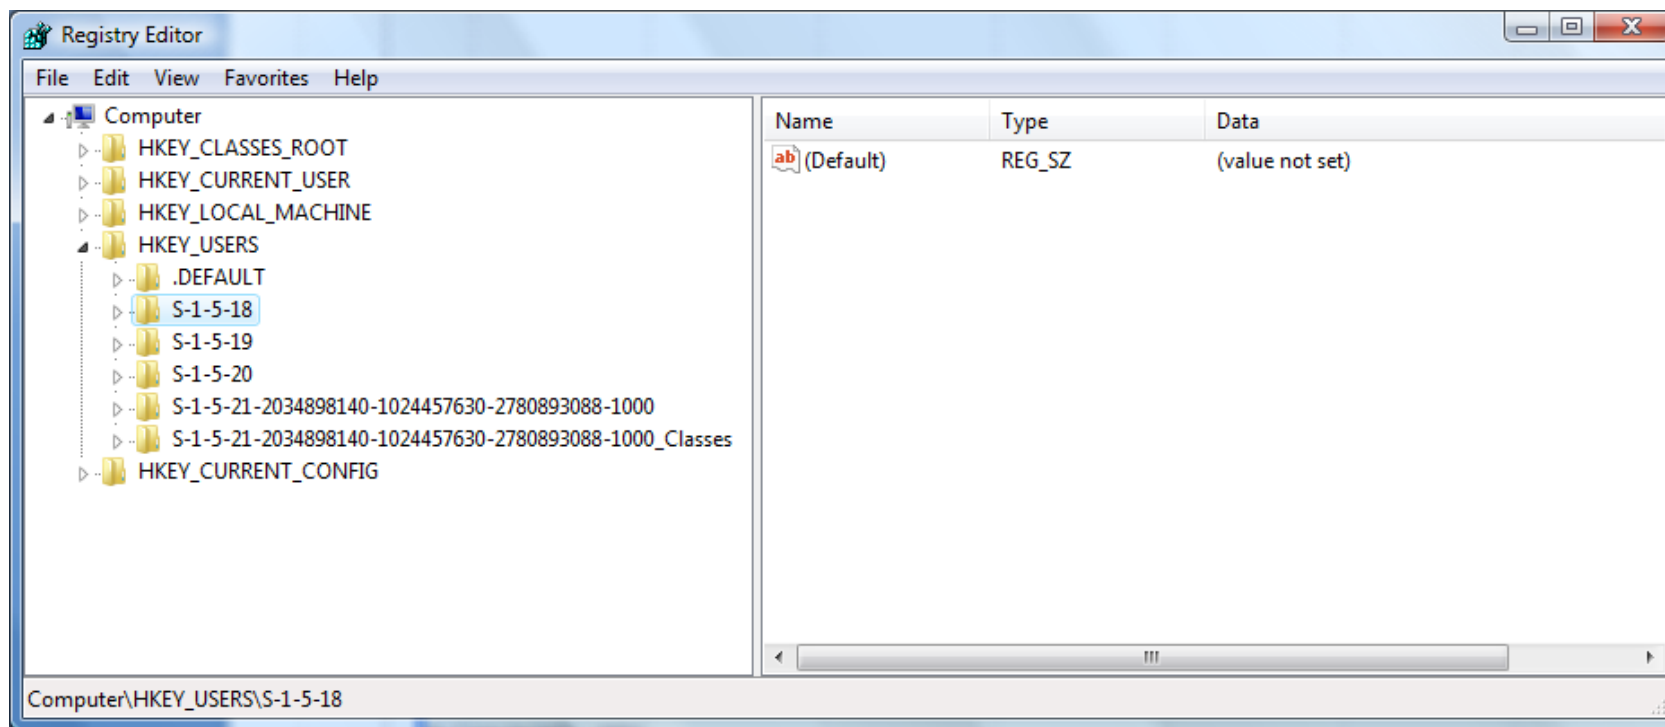 Registry Editor
File Edit View Favorites Help
Computer
HKEY_CLASSES_ROOT
HKEY_CURRENT_USER
HKEY_LOCAL_MACHINE
HKEY_USERS
.DEFAULT
S-1-5-18
S-1-5-19
S-1-5-20
S-1-5-21-2034898140-1024457630-2780893088-1000
S-1-5-21-2034898140-1024457630-2780893088-1000_Classes
HKEY_CURRENT_CONFIG
Name Type Data
ab (Default) REG_SZ (value not set)
Computer\HKEY_USERS\S-1-5-18